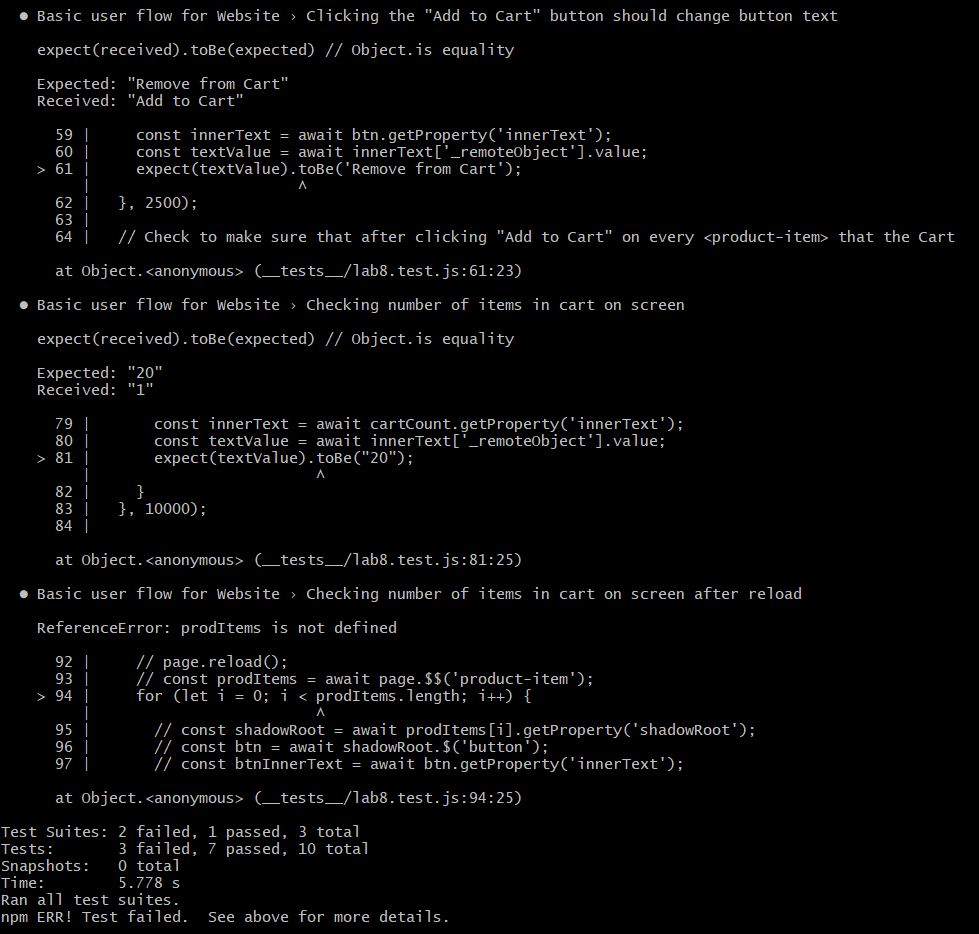 ● Basic user flow for Website › Clicking the "Add to Cart" button should change button text
expect(received).toBe(expected) // Object.is equality
Expected: "Remove from Cart"
Received: "Add to Cart"
59 |     const innerText = await btn.getProperty('innerText');
60 |     const textValue = await innerText['_remoteObject'].value;
> 61 |     expect(textValue).toBe('Remove from Cart');
|                       ^
62 |   }, 2500);
63 |
64 |   // Check to make sure that after clicking "Add to Cart" on every <product-item> that the Cart
at Object.<anonymous> (__tests__/lab8.test.js:61:23)
● Basic user flow for Website › Checking number of items in cart on screen
expect(received).toBe(expected) // Object.is equality
Expected: "20"
Received: "1"
79 |       const innerText = await cartCount.getProperty('innerText');
80 |       const textValue = await innerText['_remoteObject'].value;
> 81 |       expect(textValue).toBe("20");
|                         ^
82 |     }
83 |   }, 10000);
84 |
at Object.<anonymous> (__tests__/lab8.test.js:81:25)
● Basic user flow for Website › Checking number of items in cart on screen after reload
ReferenceError: prodItems is not defined
92 |     // page.reload();
93 |     // const prodItems = await page.$$('product-item');
> 94 |     for (let i = 0; i < prodItems.length; i++) {
|                         ^
95 |       // const shadowRoot = await prodItems[i].getProperty('shadowRoot');
96 |       // const btn = await shadowRoot.$('button');
97 |       // const btnInnerText = await btn.getProperty('innerText');
at Object.<anonymous> (__tests__/lab8.test.js:94:25)
Test Suites: 2 failed, 1 passed, 3 total
Tests:       3 failed, 7 passed, 10 total
Snapshots:   0 total
Time:        5.778 s
Ran all test suites.
npm ERR! Test failed.  See above for more details.